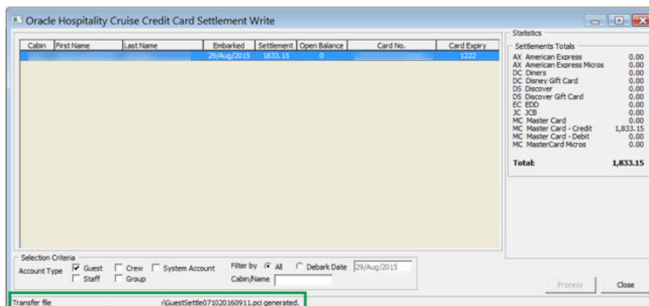 Oracle Hospitality Cruise Credit Card Settlement Write
Cabin First Name Last Name Embarked Settlement Open Balance Card No. Card Expiry
29/Aug/2015 1833.15 0 1222
Statistics
Settlements Totals
AX American Express 0.00
AX American Express Micros 0.00
DC Diners 0.00
DC Disney Gift Card 0.00
DS Discover 0.00
DS Discover Gift Card 0.00
EC EDD 0.00
JC JCB 0.00
MC Master Card 0.00
MC Master Card - Credit 1,833.15
MC Master Card - Debit 0.00
MC MasterCard Micros 0.00
Total: 1,833.15
Selection Criteria
Account Type Guest Crew System Account Filter by All Debark Date 29/Aug/2015
Staff Group Cabin/Name
Process Close
Transfer file \GuestSettle071020160911.pci generated.